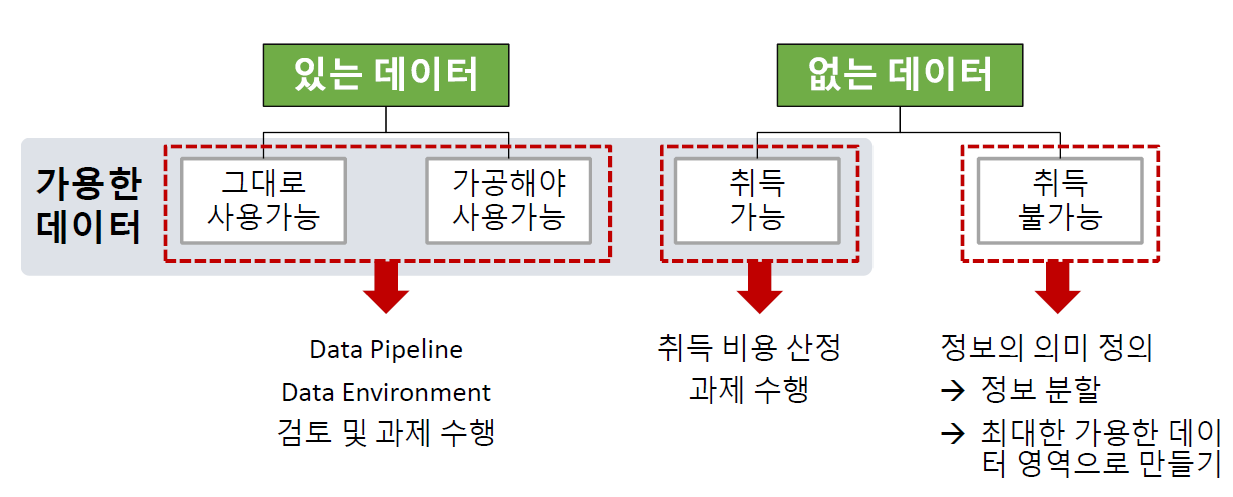 있는 데이터
없는 데이터
가용한
데이터
그대로
사용가능
가공해야
사용가능
취득
가능
취득
불가능
Data Pipeline
Data Environment
검토 및 과제 수행
취득 비용 산정
과제 수행
정보의 의미 정의
→ 정보 분할
→ 최대한 가용한 데이
터 영역으로 만들기